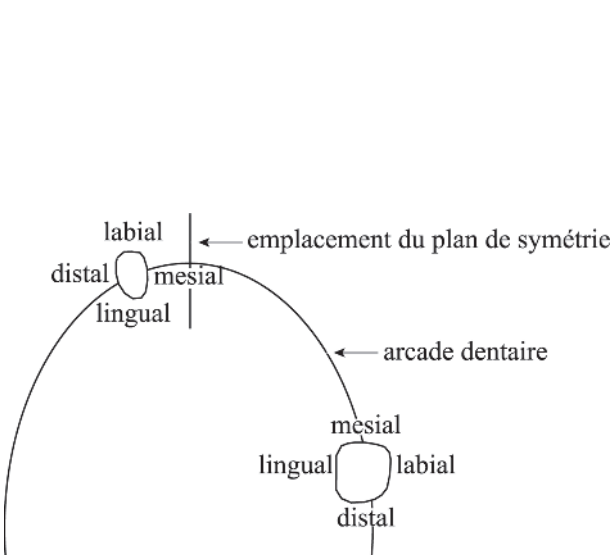 labial
emplacement du plan de symétrie
distal
mesial
lingual
arcade dentaire
mesial
lingual
labial
distal